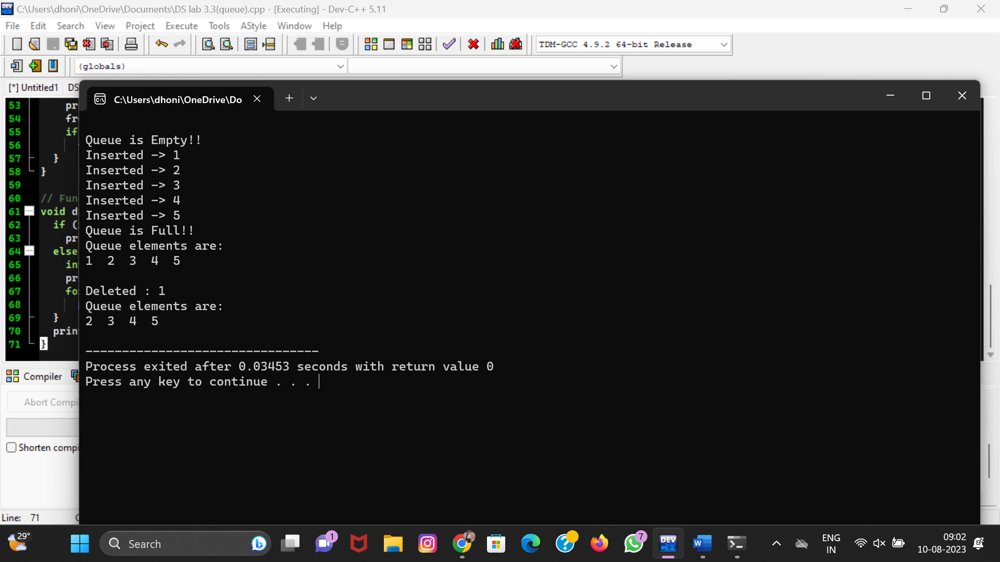 C:\Users\dhoni\OneDrive\Documents\DS lab 3.3(queue).cpp - [Executing] - Dev-C++ 5.11
File Edit Search View Project Execute Tools AStyle Window Help
TDM-GCC 4.9.2 64-bit Release
(globals)
[*] Untitled1 DS
C:\Users\dhoni\OneDrive\Do
53 pr
54 fr
55 if
56
57 }
58 }
59
60 // Fun
61 void d
62 if (
63 pr
64 else
65 in
66 pr
67 fo
68
69 }
70 prin
71 }
Queue is Empty!!
Inserted -> 1
Inserted -> 2
Inserted -> 3
Inserted -> 4
Inserted -> 5
Queue is Full!!
Queue elements are:
1 2 3 4 5
Deleted : 1
Queue elements are:
2 3 4 5
--------------------------------
Process exited after 0.03453 seconds with return value 0
Press any key to continue . . .
Compiler
Abort Compi
Shorten compi
Line: 71
29°
Search
1
7
DEV
C++
W
ENG
IN
09:02
10-08-2023